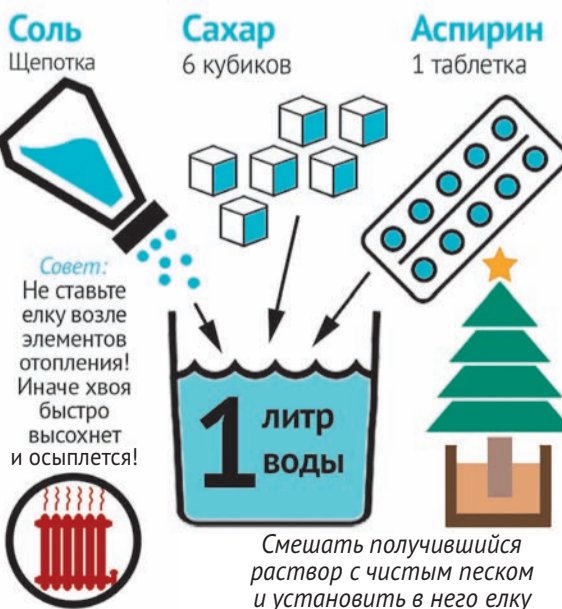 Соль
Щепотка
Сахар
6 кубиков
Аспирин
1 таблетка
Совет:
Не ставьте
елку возле
элементов
отопления!
Иначе хвоя
быстро
высохнет
и осыплется!
1 литр
воды
Смешать получившийся
раствор с чистым песком
и установить в него елку